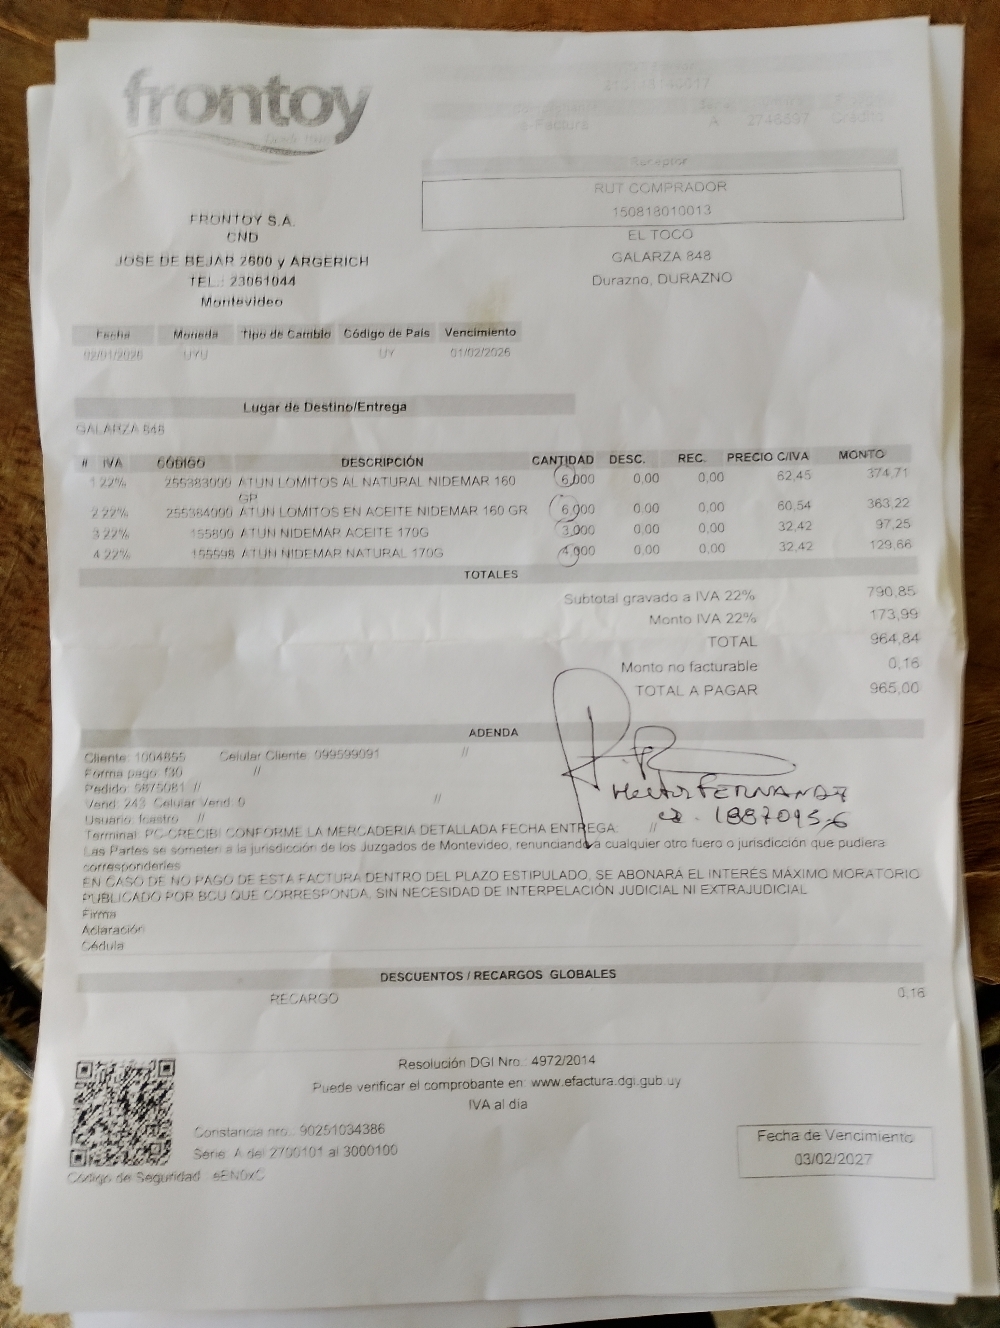 frontoy
Desde
e-Factura A 2748597 Crédito
Receptor
RUT COMPRADOR
150818010013
EL TOCO
GALARZA 848
Durazno, DURAZNO
FRONTOY S.A.
CND
JOSE DE BEJAR 2600 y ARGERICH
TEL.: 23061044
Montevideo
Fecha Moneda Tipo de Cambio Código de País Vencimiento
02/01/2026 UYU UY 01/02/2026
Lugar de Destino/Entrega
GALARZA 848
# IVA CÓDIGO DESCRIPCIÓN CANTIDAD DESC. REC. PRECIO C/IVA MONTO
1 22% 255383000 ATUN LOMITOS AL NATURAL NIDEMAR 160 GP 6,000 0,00 0,00 62,45 374,71
2 22% 255384000 ATUN LOMITOS EN ACEITE NIDEMAR 160 GR 6,000 0,00 0,00 60,54 363,22
3 22% 155800 ATUN NIDEMAR ACEITE 170G 3,000 0,00 0,00 32,42 97,25
4 22% 155598 ATUN NIDEMAR NATURAL 170G 4,000 0,00 0,00 32,42 129,66
TOTALES
Subtotal gravado a IVA 22% 790,85
Monto IVA 22% 173,99
TOTAL 964,84
Monto no facturable 0,16
TOTAL A PAGAR 965,00
ADENDA
Cliente: 1004855 Celular Cliente: 099599091 //
Forma pago: f30 //
Pedido: 5675081 //
Vend: 243 Celular Vend: 0 //
Usuario: fcastro //
Hector FERNANDEZ
1887095,6
Terminal: PC-CRECIBI CONFORME LA MERCADERIA DETALLADA FECHA ENTREGA: //
Las Partes se someten a la jurisdicción de los Juzgados de Montevideo, renunciando a cualquier otro fuero o jurisdicción que pudiera
corresponderles
EN CASO DE NO PAGO DE ESTA FACTURA DENTRO DEL PLAZO ESTIPULADO, SE ABONARÁ EL INTERÉS MÁXIMO MORATORIO
PUBLICADO POR BCU QUE CORRESPONDA, SIN NECESIDAD DE INTERPELACIÓN JUDICIAL NI EXTRAJUDICIAL
Firma
Aclaración
Cédula
DESCUENTOS / RECARGOS GLOBALES
RECARGO 0,16
Resolución DGI Nro.: 4972/2014
Puede verificar el comprobante en: www.efactura.dgi.gub.uy
IVA al día
Constancia nro.: 90251034386
Serie: A del 2700101 al 3000100
Código de Seguridad : eEN0xC
Fecha de Vencimiento
03/02/2027